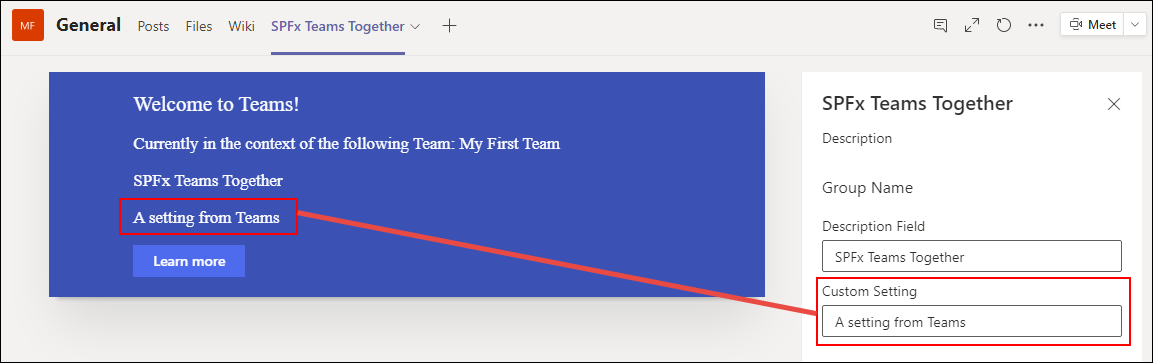 MF General Posts Files Wiki SPFx Teams Together Meet
Welcome to Teams!
Currently in the context of the following Team: My First Team
SPFx Teams Together
A setting from Teams
Learn more
SPFx Teams Together
Description
Group Name
Description Field
SPFx Teams Together
Custom Setting
A setting from Teams